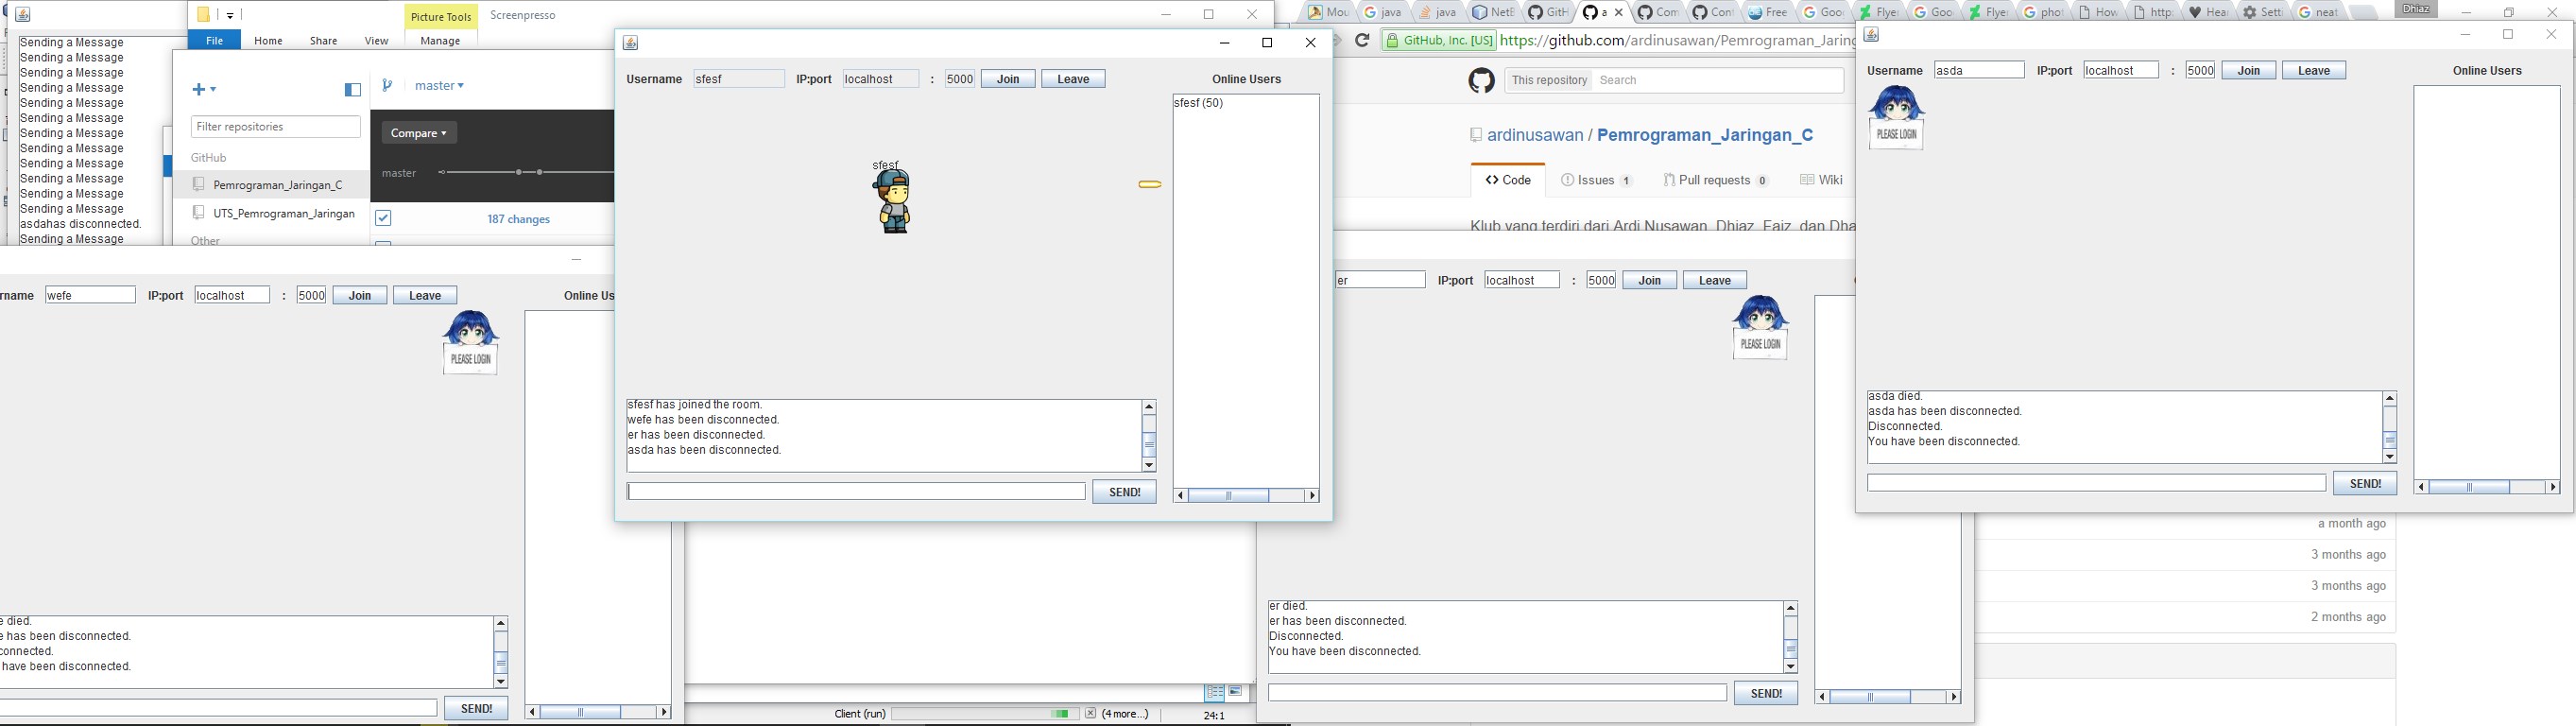 Sending a Message
Sending a Message
Sending a Message
Sending a Message
Sending a Message
Sending a Message
Sending a Message
Sending a Message
Sending a Message
Sending a Message
Sending a Message
Sending a Message
asdahas disconnected.
Sending a Message
Picture Tools
Screenpresso
File
Home
Share
View
Manage
master
Filter repositories
GitHub
Pemrograman_Jaringan_C
UTS_Pemrograman_Jaringan
Other
Compare
master
187 changes
Username
sfesf
IP:port
localhost
:
5000
Join
Leave
Online Users
sfesf (50)
sfesf
sfesf has joined the room.
wefe has been disconnected.
er has been disconnected.
asda has been disconnected.
SEND!
Mou
java
java
NetB
GitH
a
Com
Cont
Free
Goo
Flye
Goo
Flye
pho
How
http:
Hear
Setti
neat
Dhiaz
GitHub, Inc. [US]
https://github.com/ardinusawan/Pemrograman_Jaring
This repository
Search
ardinusawan / Pemrograman_Jaringan_C
Code
Issues 1
Pull requests 0
Wiki
Klub yang terdiri dari Ardi Nusawan, Dhiaz, Faiz, dan Dha
Username
asda
IP:port
localhost
:
5000
Join
Leave
Online Users
PLEASE LOGIN
asda died.
asda has been disconnected.
Disconnected.
You have been disconnected.
SEND!
a month ago
3 months ago
3 months ago
2 months ago
rname
wefe
IP:port
localhost
:
5000
Join
Leave
Online Us
PLEASE LOGIN
e died.
e has been disconnected.
connected.
have been disconnected.
SEND!
er
IP:port
localhost
:
5000
Join
Leave
PLEASE LOGIN
er died.
er has been disconnected.
Disconnected.
You have been disconnected.
SEND!
Client (run)
(4 more...)
24:1